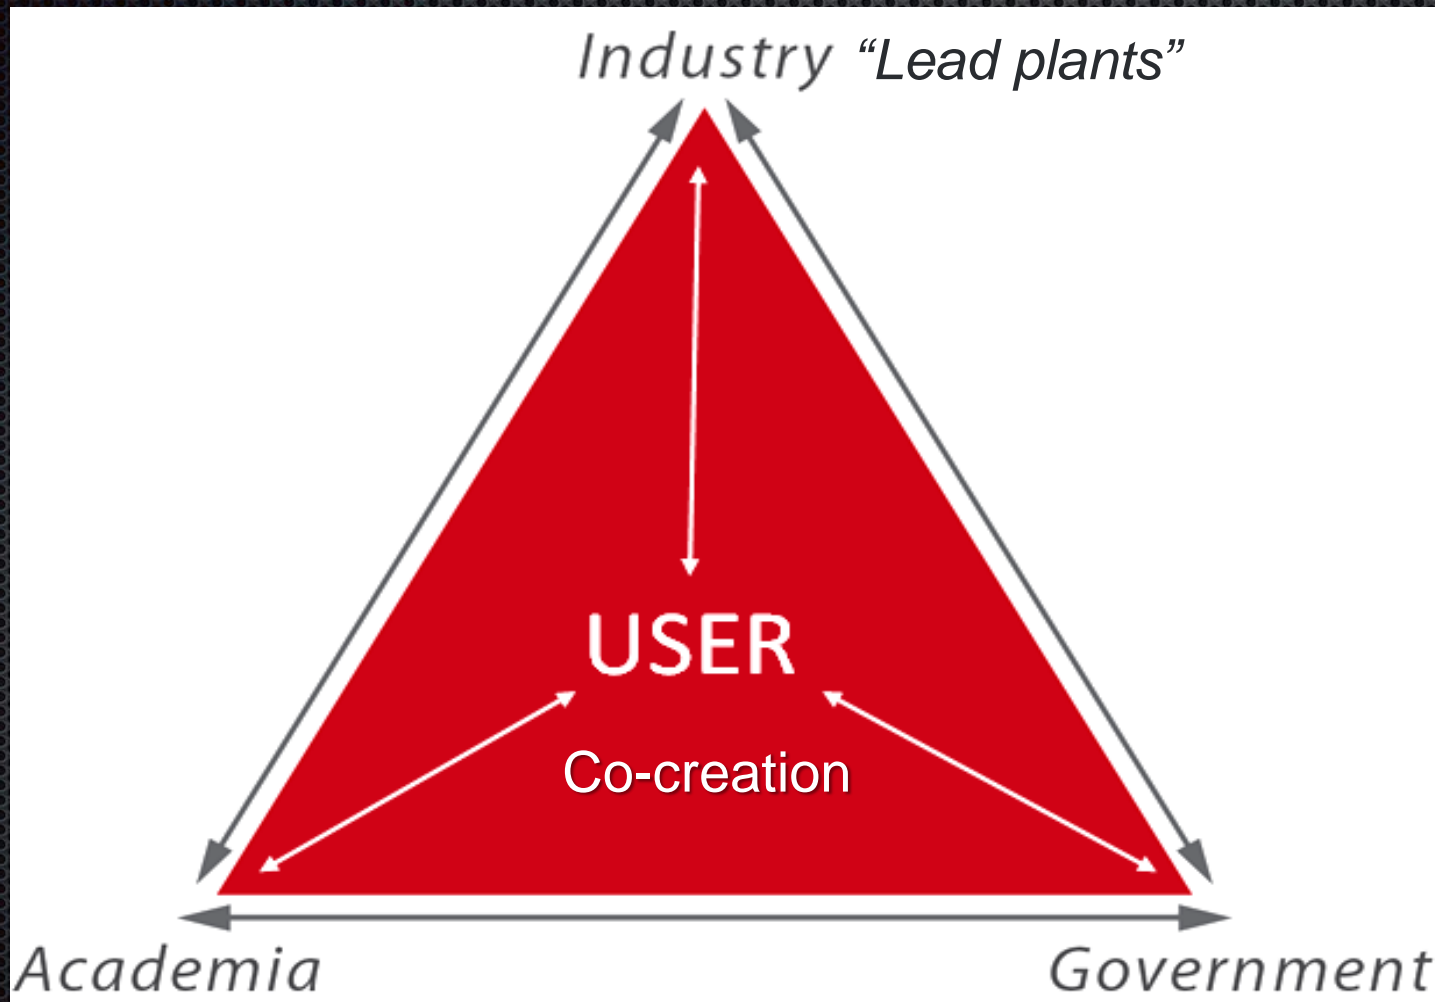 Industry “Lead plants”
USER
Co-creation
Academia
Government